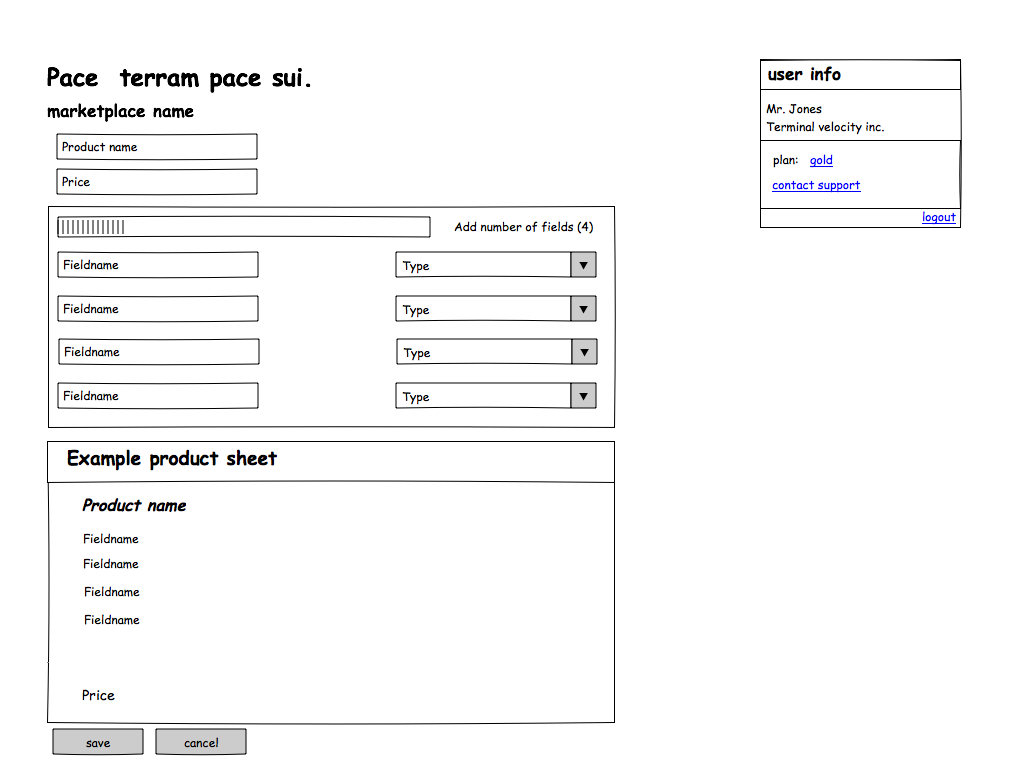 Pace terram pace sui.
marketplace name
Product name
Price
Add number of fields (4)
Fieldname Type
Fieldname Type
Fieldname Type
Fieldname Type
Example product sheet
Product name
Fieldname
Fieldname
Fieldname
Fieldname
Price
save cancel
user info
Mr. Jones
Terminal velocity inc.
plan: gold
contact support
logout